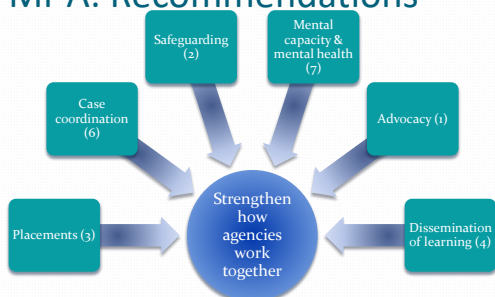 MFA: Recommendations
Safeguarding
(2)
Mental
capacity &
mental health
(7)
Case
coordination
(6)
Advocacy (1)
Placements (3)
Strengthen
how
agencies
work
together
Dissemination
of learning (4)